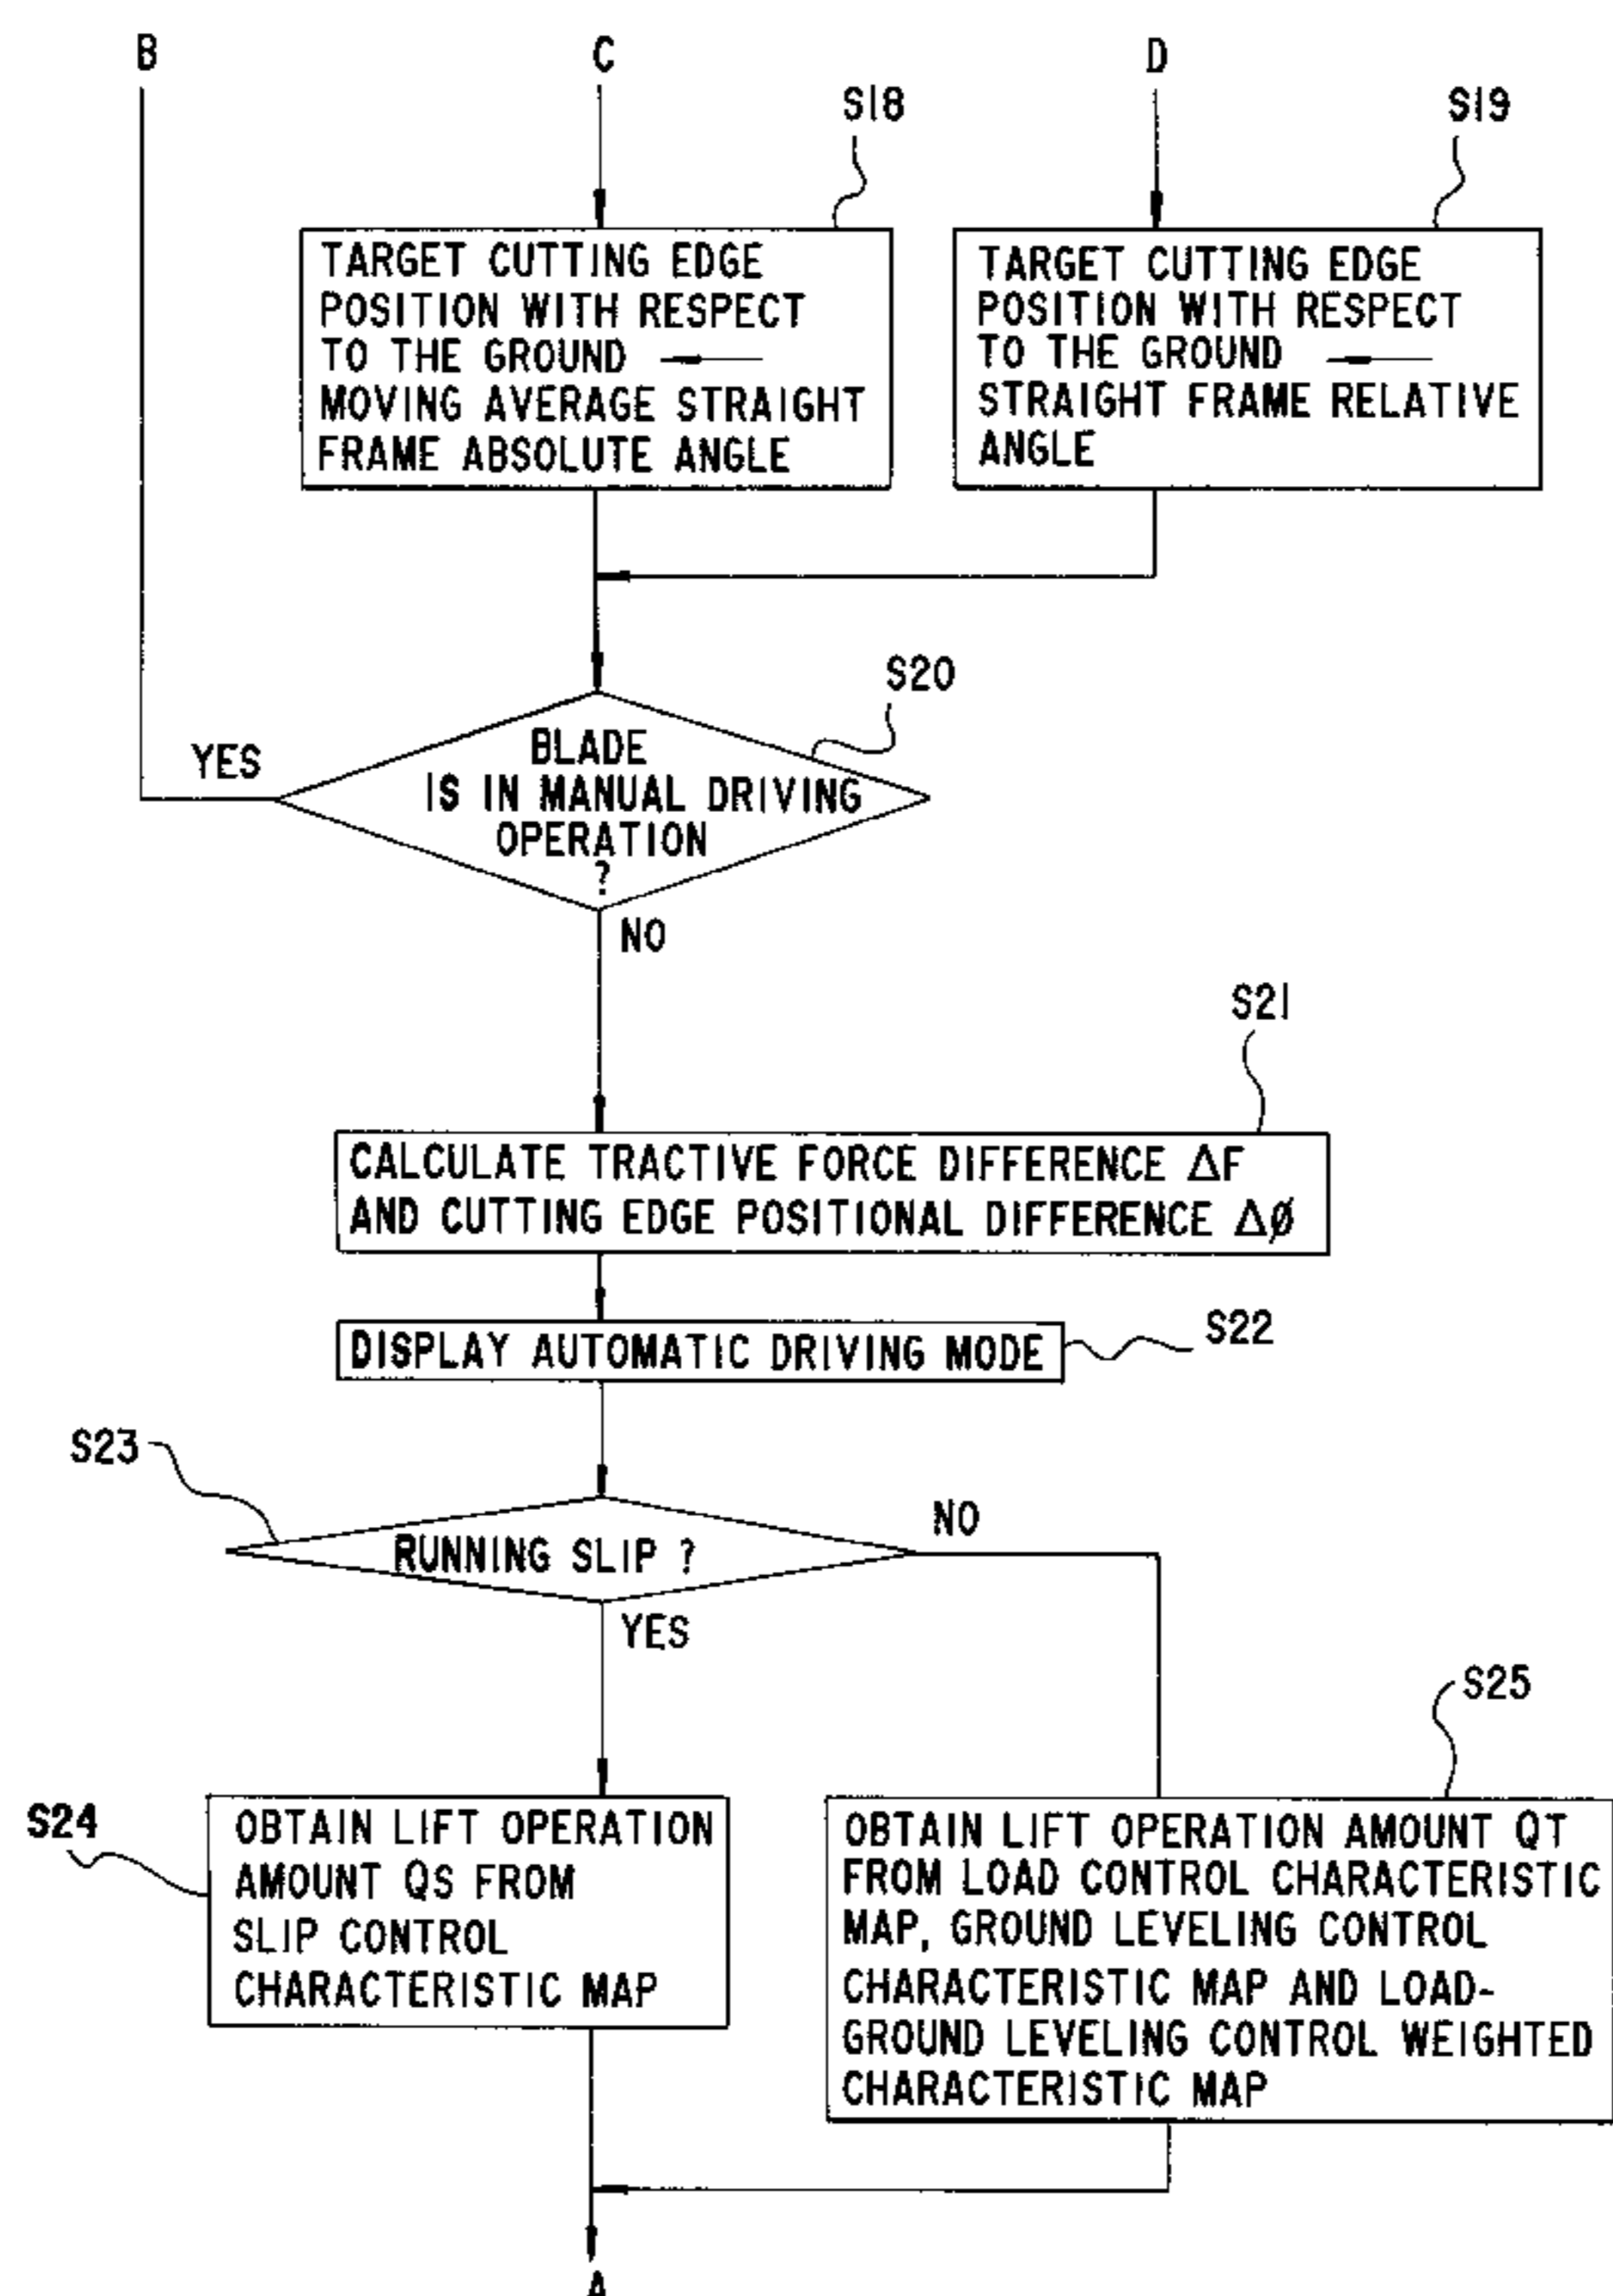 B
C
D
S18
S19
TARGET CUTTING EDGE
POSITION WITH RESPECT
TO THE GROUND ←
MOVING AVERAGE STRAIGHT
FRAME ABSOLUTE ANGLE
TARGET CUTTING EDGE
POSITION WITH RESPECT
TO THE GROUND ←
STRAIGHT FRAME RELATIVE
ANGLE
S20
YES
BLADE
IS IN MANUAL DRIVING
OPERATION
?
NO
S21
CALCULATE TRACTIVE FORCE DIFFERENCE ΔF
AND CUTTING EDGE POSITIONAL DIFFERENCE Δø
S22
DISPLAY AUTOMATIC DRIVING MODE
S23
RUNNING SLIP ?
NO
YES
S24
OBTAIN LIFT OPERATION
AMOUNT QS FROM
SLIP CONTROL
CHARACTERISTIC MAP
S25
OBTAIN LIFT OPERATION AMOUNT QT
FROM LOAD CONTROL CHARACTERISTIC
MAP, GROUND LEVELING CONTROL
CHARACTERISTIC MAP AND LOAD-
GROUND LEVELING CONTROL WEIGHTED
CHARACTERISTIC MAP
A